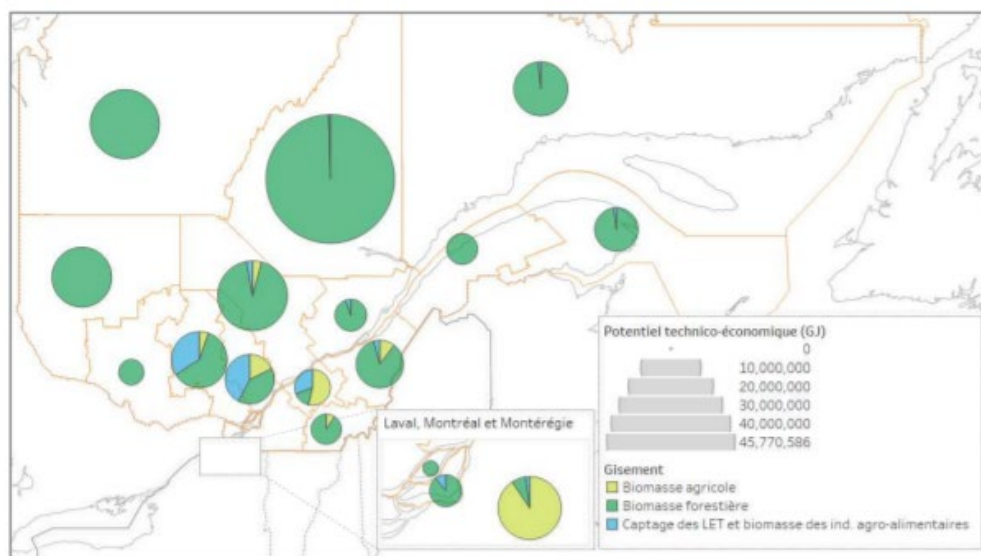 Potentiel technico-économique (GJ)
0
10,000,000
20,000,000
30,000,000
40,000,000
45,770,586
Laval, Montréal et Montérégie
Gisement
Biomasse agricole
Biomasse forestière
Captage des LET et biomasse des ind. agro-alimentaires